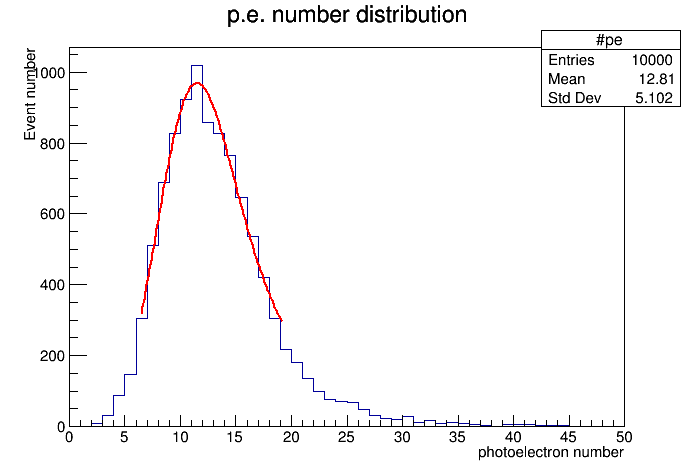 p.e. number distribution
#pe
Entries 10000
Mean 12.81
Std Dev 5.102
Event number
1000
800
600
400
200
0
0 5 10 15 20 25 30 35 40 45 50
photoelectron number